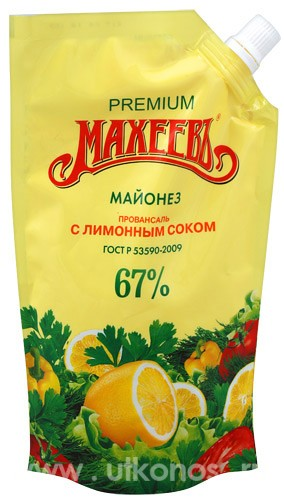 PREMIUM
МАХЕЕВЪ®
МАЙОНЕЗ
ПРОВАНСАЛЬ
С ЛИМОННЫМ СОКОМ
ГОСТ Р 53590-2009
67%
www.utkonos.ru